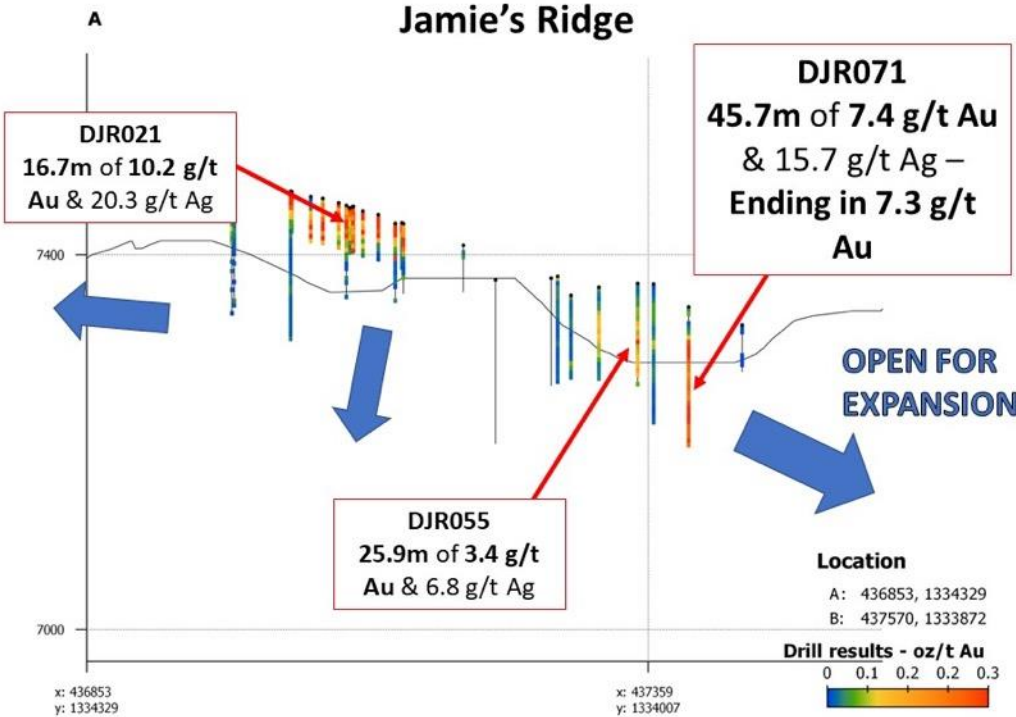 Jamie's Ridge
A
DJR021
16.7m of 10.2 g/t
Au & 20.3 g/t Ag
DJR071
45.7m of 7.4 g/t Au
& 15.7 g/t Ag –
Ending in 7.3 g/t
Au
7400
OPEN FOR
EXPANSION
DJR055
25.9m of 3.4 g/t
Au & 6.8 g/t Ag
7000
Location
A: 436853, 1334329
B: 437570, 1333872
Drill results - oz/t Au
0 0.1 0.2 0.2 0.3
x: 436853
y: 1334329
x: 437359
y: 1334007